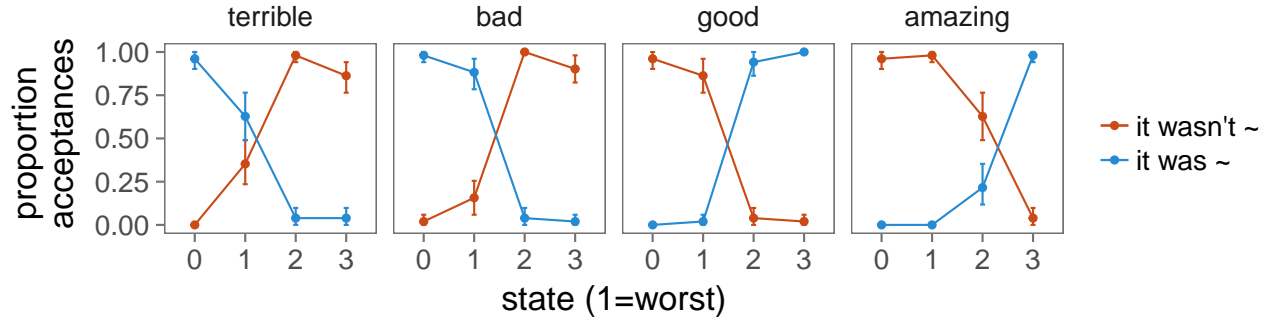 terrible bad good amazing
proportion
acceptances
1.00
0.75
0.50
0.25
0.00
0 1 2 3 0 1 2 3 0 1 2 3 0 1 2 3
state (1=worst)
it wasn't ~
it was ~